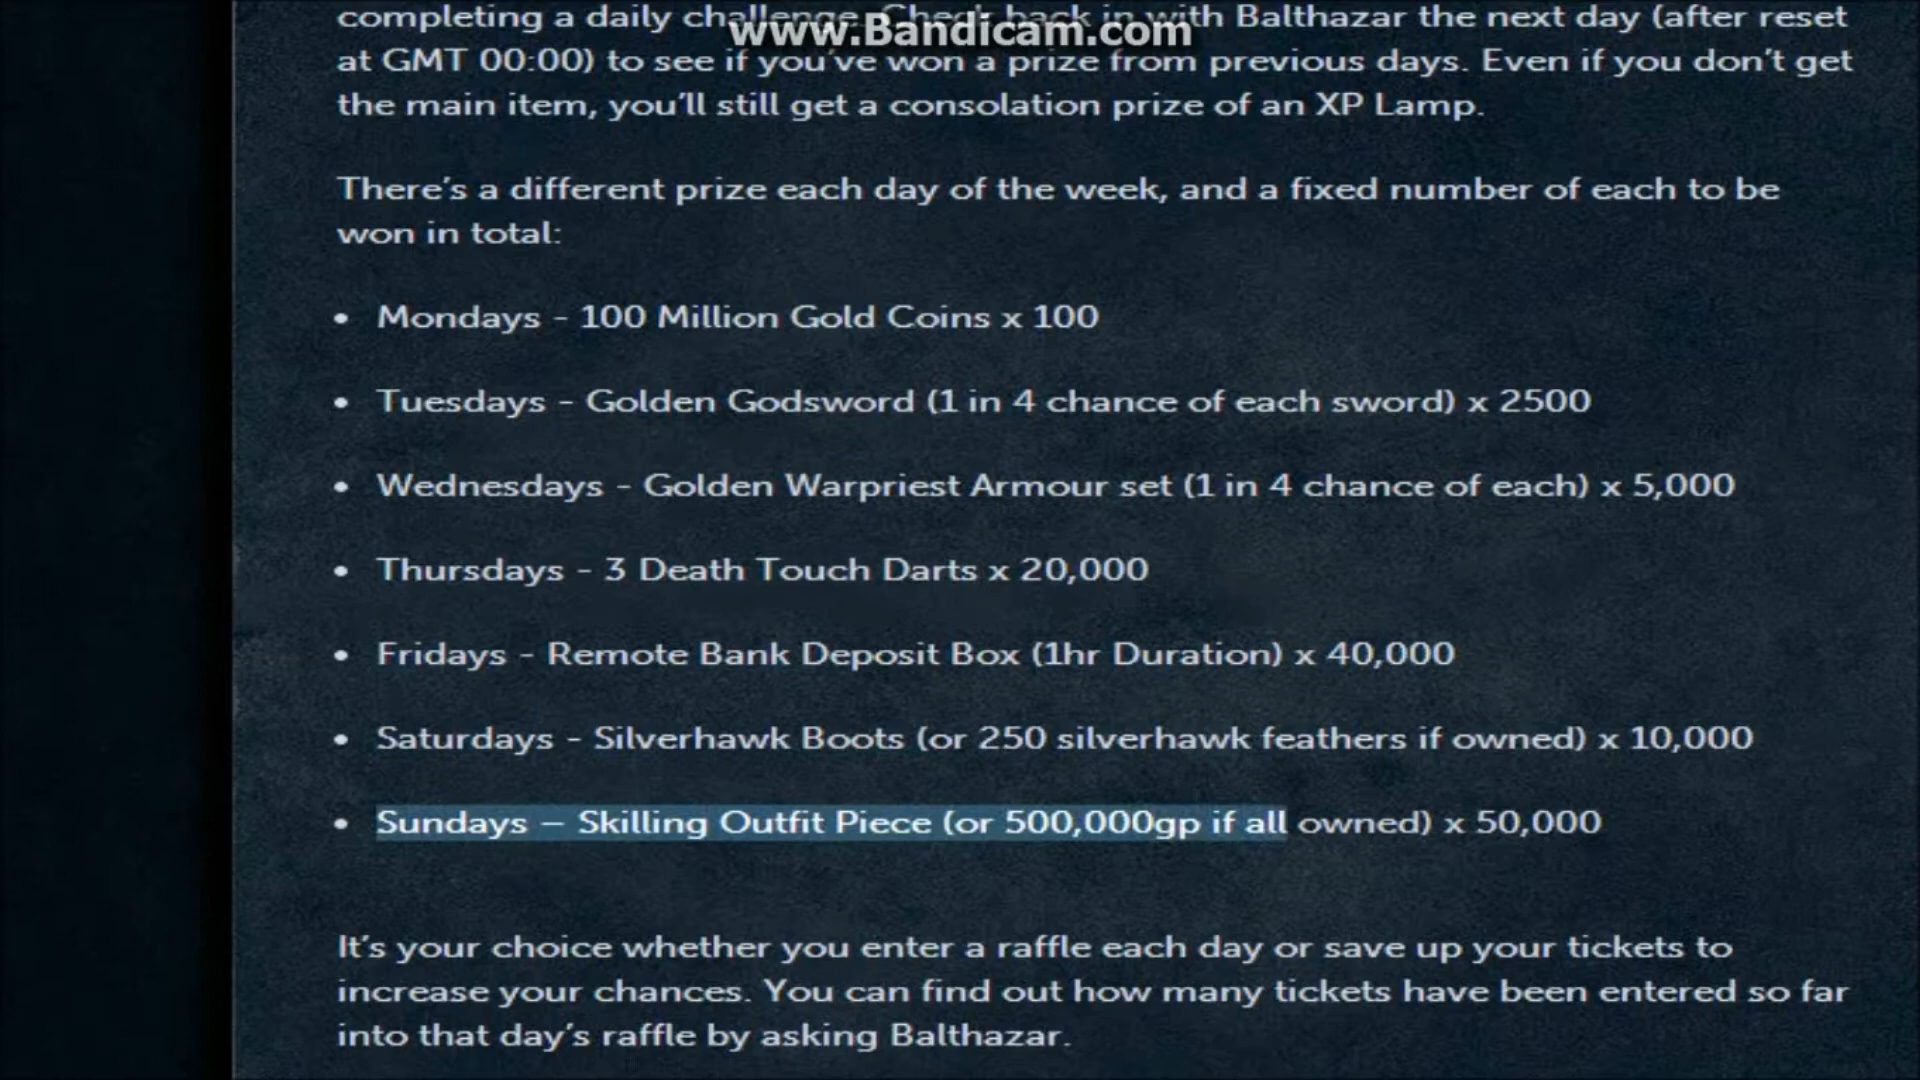 completing a daily challenge. Check back in with Balthazar the next day (after reset
www.Bandicam.com
at GMT 00:00) to see if you've won a prize from previous days. Even if you don't get
the main item, you'll still get a consolation prize of an XP Lamp.
There's a different prize each day of the week, and a fixed number of each to be
won in total:
• Mondays - 100 Million Gold Coins x 100
• Tuesdays - Golden Godsword (1 in 4 chance of each sword) x 2500
• Wednesdays - Golden Warpriest Armour set (1 in 4 chance of each) x 5,000
• Thursdays - 3 Death Touch Darts x 20,000
• Fridays - Remote Bank Deposit Box (1hr Duration) x 40,000
• Saturdays - Silverhawk Boots (or 250 silverhawk feathers if owned) x 10,000
• Sundays – Skilling Outfit Piece (or 500,000gp if all owned) x 50,000
It's your choice whether you enter a raffle each day or save up your tickets to
increase your chances. You can find out how many tickets have been entered so far
into that day's raffle by asking Balthazar.